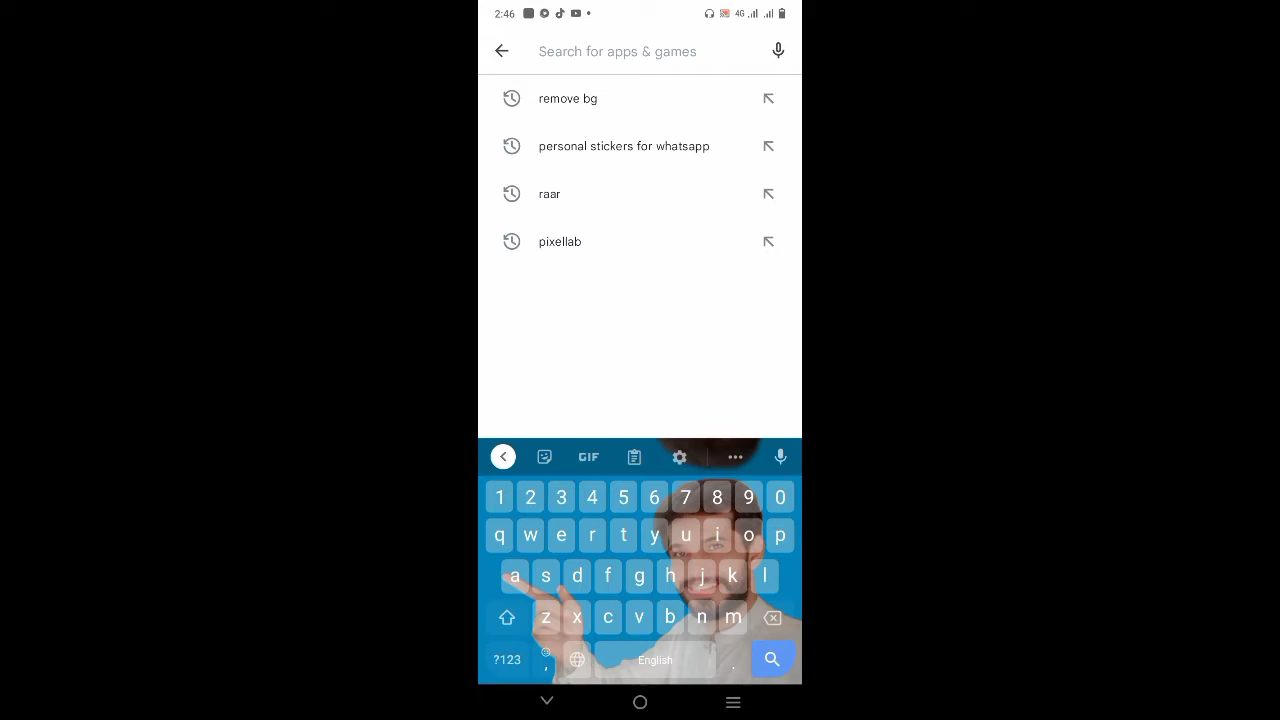 2:46 4G
Search for apps & games
remove bg
personal stickers for whatsapp
raar
pixellab
GIF
1 2 3 4 5 6 7 8 9 0
q w e r t y u i o p
a s d f g h j k l
z x c v b n m
?123 , English .